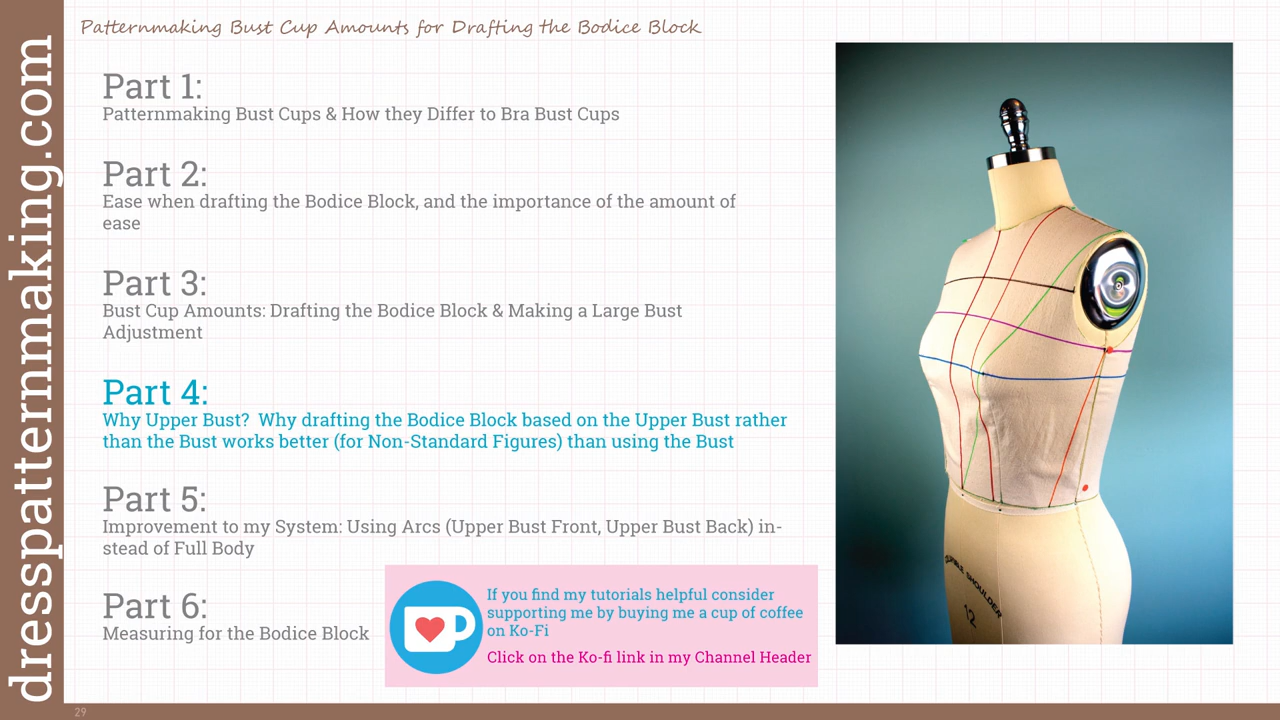 Patternmaking Bust Cup Amounts for Drafting the Bodice Block
dresspatternmaking.com
Part 1:
Patternmaking Bust Cups & How they Differ to Bra Bust Cups
Part 2:
Ease when drafting the Bodice Block, and the importance of the amount of
ease
Part 3:
Bust Cup Amounts: Drafting the Bodice Block & Making a Large Bust
Adjustment
Part 4:
Why Upper Bust?  Why drafting the Bodice Block based on the Upper Bust rather
than the Bust works better (for Non-Standard Figures) than using the Bust
Part 5:
Improvement to my System: Using Arcs (Upper Bust Front, Upper Bust Back) in-
stead of Full Body
Part 6:
Measuring for the Bodice Block
If you find my tutorials helpful consider
supporting me by buying me a cup of coffee
on Ko-Fi
Click on the Ko-fi link in my Channel Header
SHOULDER
12
29